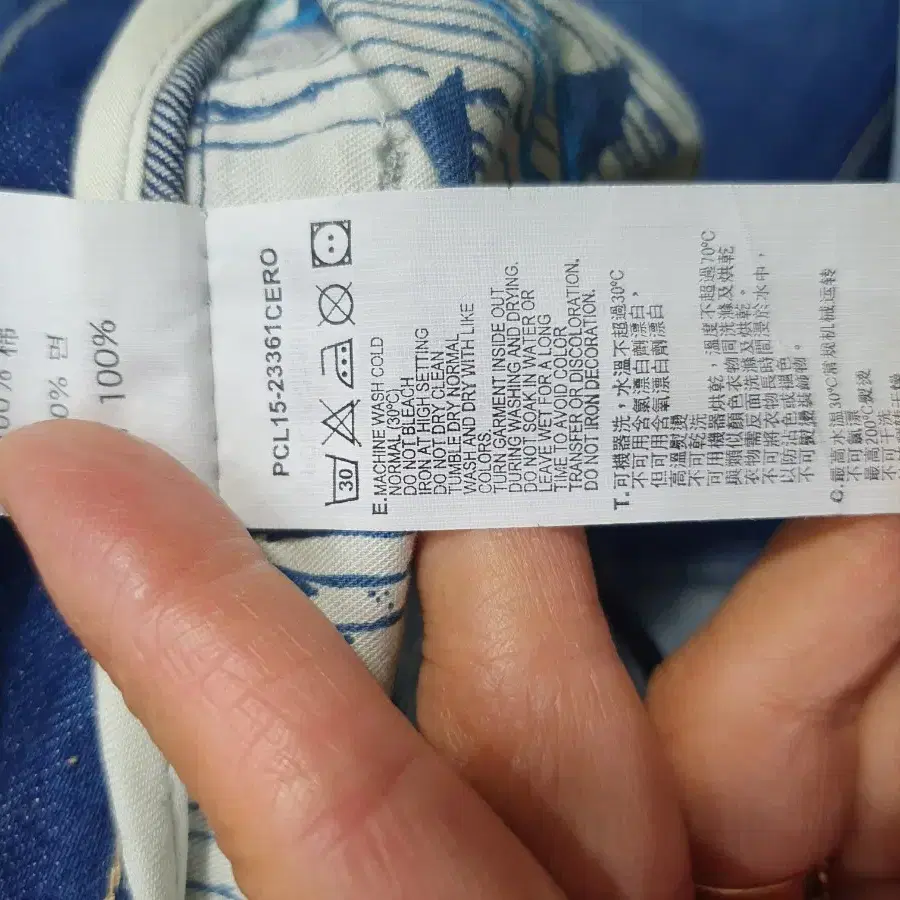 棉
0% 면
100%
PCL15-23361CERO
30
E. MACHINE WASH COLD
NORMAL (30°C)
DO NOT BEACH
IRON AT HIGH SETTING
DO NOT DRY CLEAN
TUMBLE DRY NORMAL
WASH AND DRY WITH LIKE
COLORS.
TURN GARMENT INSIDE OUT
DURING WASHING AND DRYING.
DO NOT SOAK IN WATER OR
LEAVE WET FOR A LONG
TIME TO AVOID COLOR
TRANSFER OR DISCOLORATION.
DO NOT IRON DECORATION.
T. 可機器洗，水溫不超過30°C
不可用含氯漂白劑漂白，
但可用含氧漂白劑漂白
高溫熨燙
不可乾洗
可用機器烘乾，溫度不超過70°C
與類似顏色衣物同洗滌及烘乾
衣物需反面洗滌及烘乾。
不可將衣物長時間浸於水中，
以防沾色或褪色
不可熨燙裝飾物。
C. 最高水温30°C常规机械运转
不可氯漂
最高200°C熨烫
不可干洗